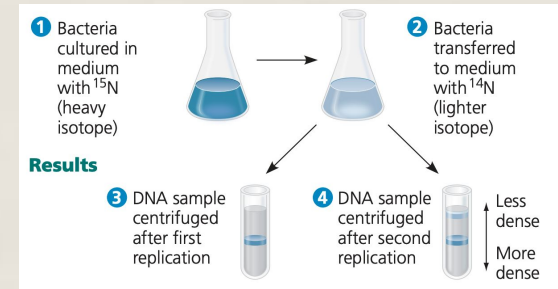 1 Bacteria
cultured in
medium
with ¹⁵N
(heavy
isotope)
2 Bacteria
transferred
to medium
with ¹⁴N
(lighter
isotope)
Results
3 DNA sample
centrifuged
after first
replication
4 DNA sample
centrifuged
after second
replication
Less
dense
More
dense